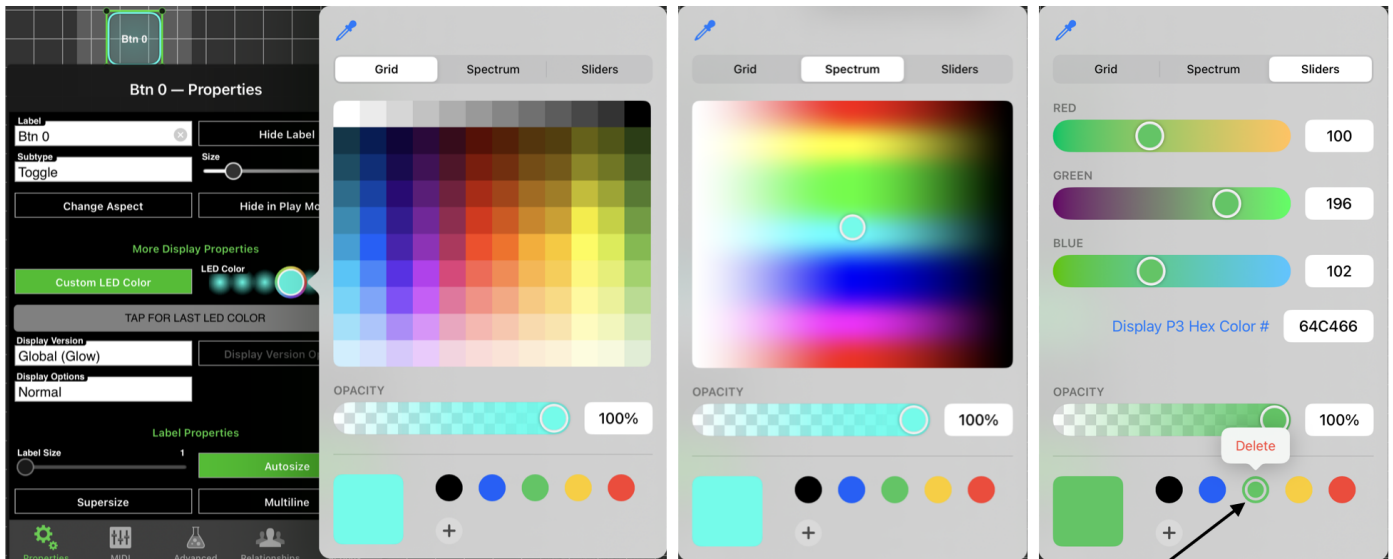 Btn 0
Btn 0 — Properties
Label
Btn 0
Hide Label
Subtype
Toggle
Size
Change Aspect
Hide in Play Mo
More Display Properties
Custom LED Color
LED Color
TAP FOR LAST LED COLOR
Display Version
Global (Glow)
Display Version Op
Display Options
Normal
Label Properties
Label Size
1
Autosize
Supersize
Multiline
Properties
MIDI
Advanced
Relationships
Grid
Spectrum
Sliders
OPACITY
100%
+
Grid
Spectrum
Sliders
OPACITY
100%
+
Grid
Spectrum
Sliders
RED
100
GREEN
196
BLUE
102
Display P3 Hex Color #
64C466
OPACITY
100%
Delete
+